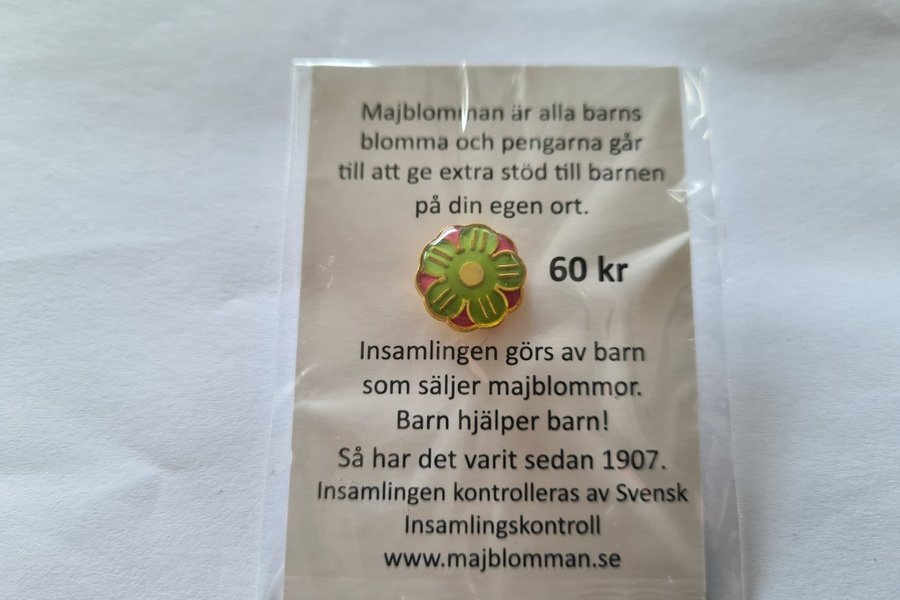 Majblomman är alla barns
blomma och pengarna går
till att ge extra stöd till barnen
på din egen ort.
60 kr
Insamlingen görs av barn
som säljer majblommor.
Barn hjälper barn!
Så har det varit sedan 1907.
Insamlingen kontrolleras av Svensk
Insamlingskontroll
www.majblomman.se